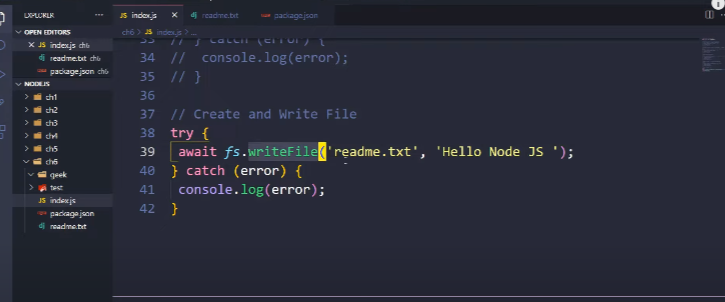 EXPLORER ...
OPEN EDITORS
JS index.js ch6
readme.txt ch6
package.json ch6
NODEJS
ch1
ch2
ch3
ch4
ch5
ch6
geek
test
JS index.js
package.json
readme.txt
JS index.js readme.txt package.json
ch6 > JS index.js > ...
33 // } catch (error) {
34 //  console.log(error);
35 // }
36
37 // Create and Write File
38 try {
39  await fs.writeFile('readme.txt', 'Hello Node JS ');
40 } catch (error) {
41  console.log(error);
42 }